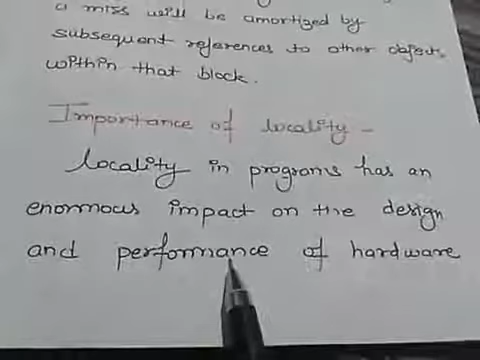 a miss will be amortized by
subsequent references to other objects
within that block.
Importance of locality -
locality in programs has an
enormous impact on the design
and performance of hardware